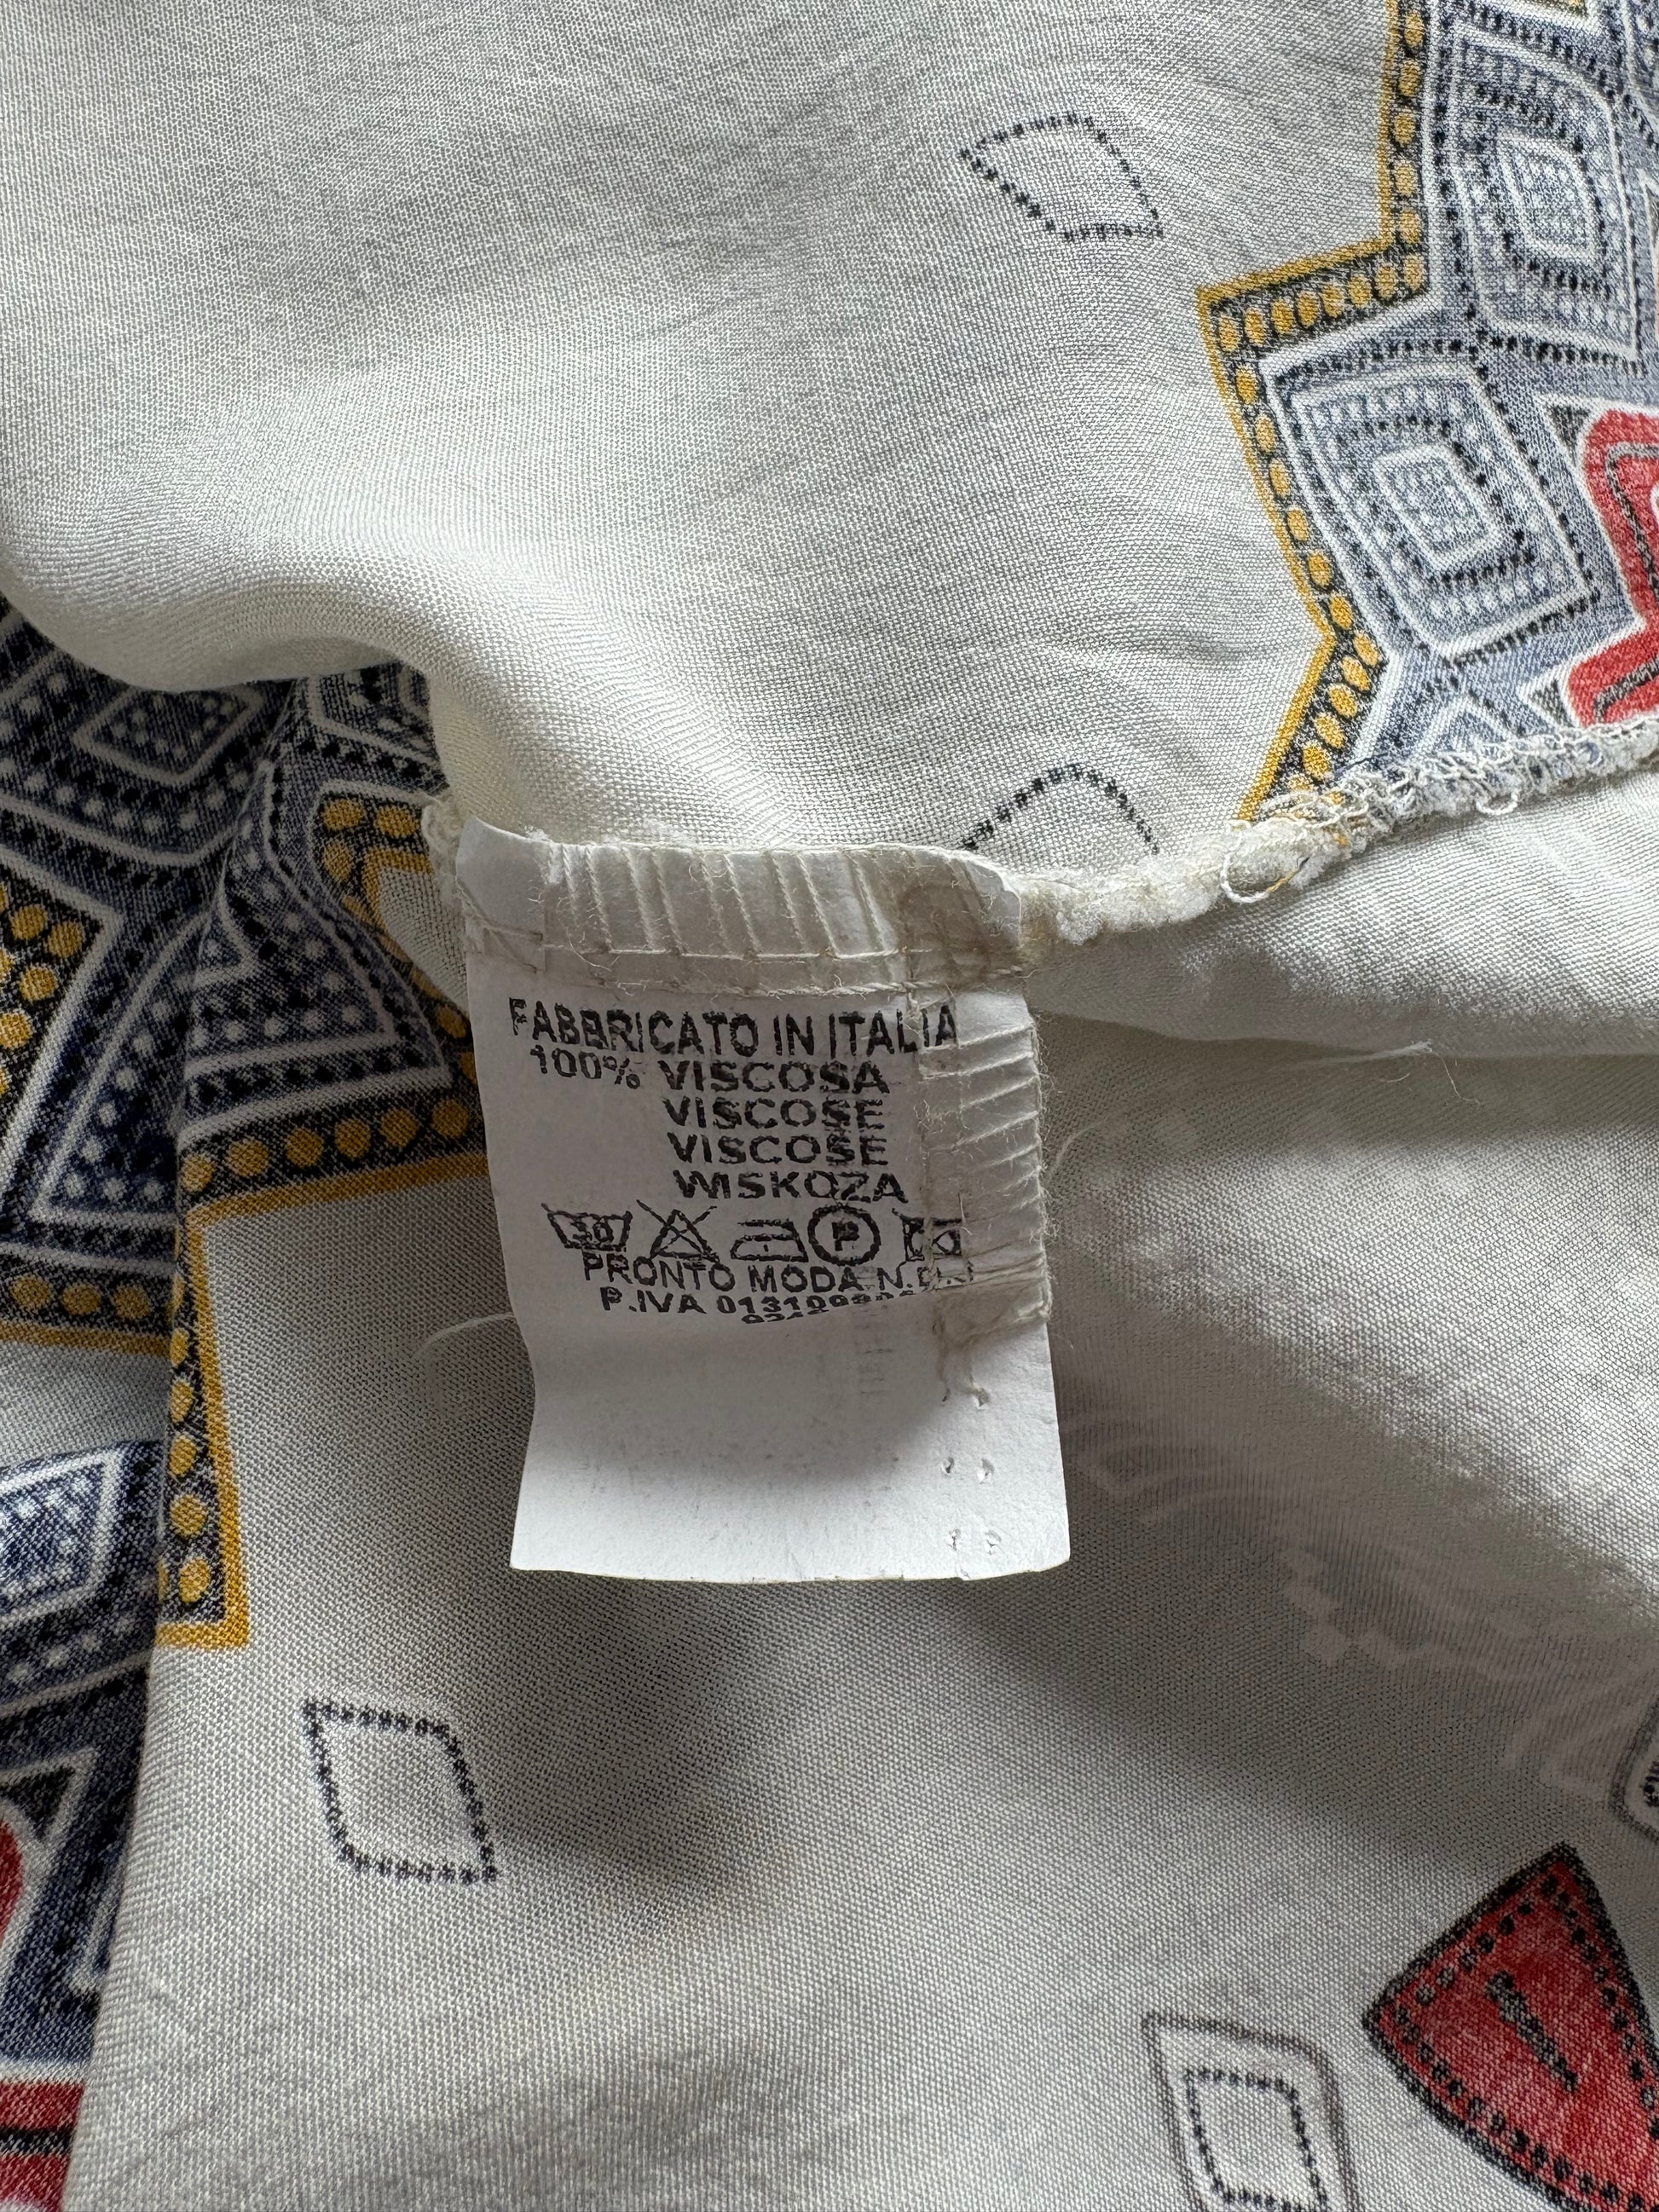 FABBRICATO IN ITALIA
100% VISCOSA
VISCOSE
VISCOSE
WISKOZA
30 P
PRONTO MODA
P.IVA